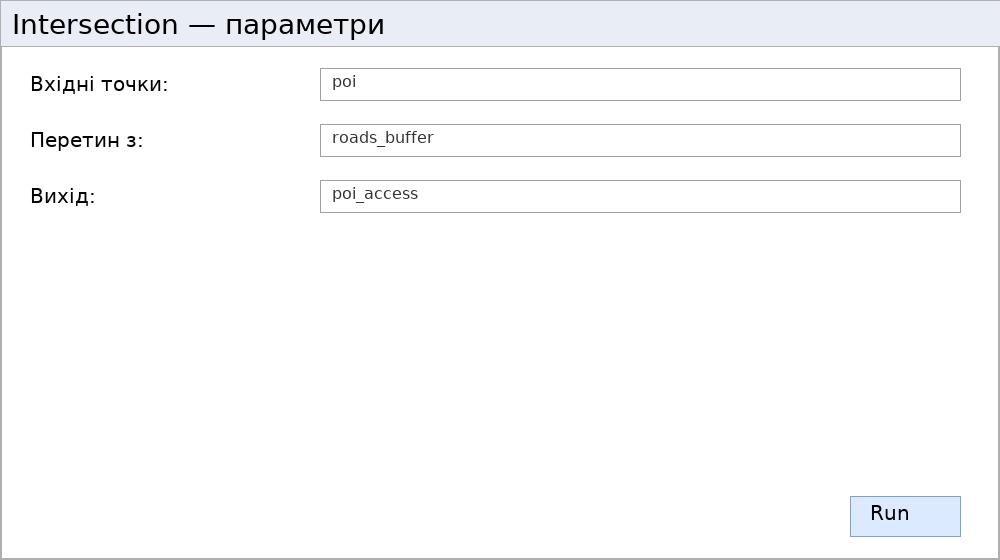 Intersection — параметри
Вхідні точки: poi
Перетин з: roads_buffer
Вихід: poi_access
Run